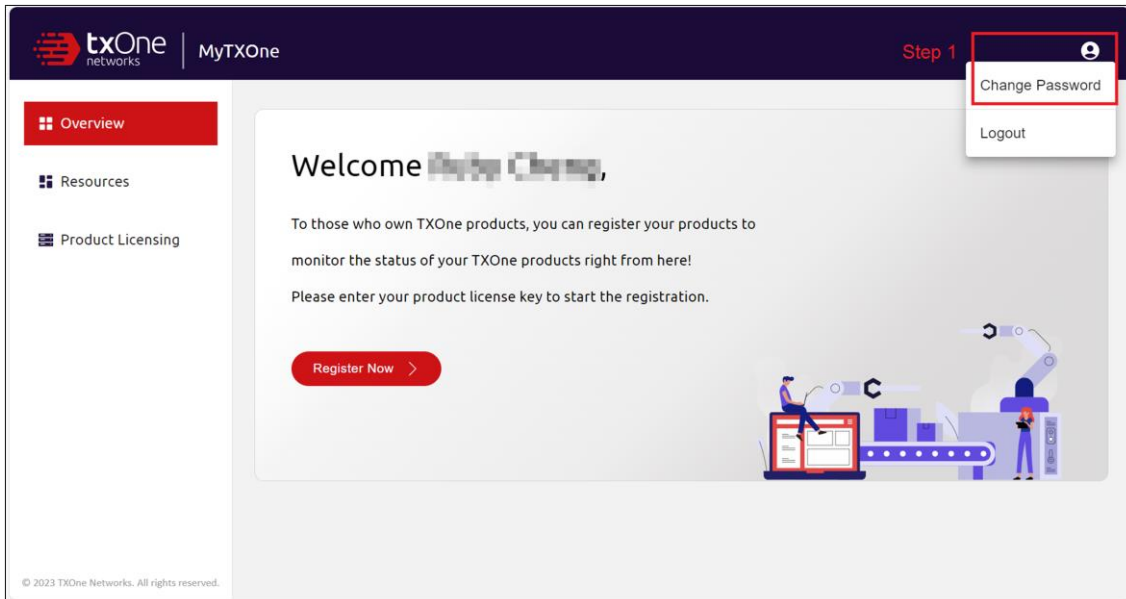 txOne
networks
MyTXOne
Step 1
Change Password
Logout
Overview
Resources
Product Licensing
Welcome ,
To those who own TXOne products, you can register your products to
monitor the status of your TXOne products right from here!
Please enter your product license key to start the registration.
Register Now
© 2023 TXOne Networks. All rights reserved.